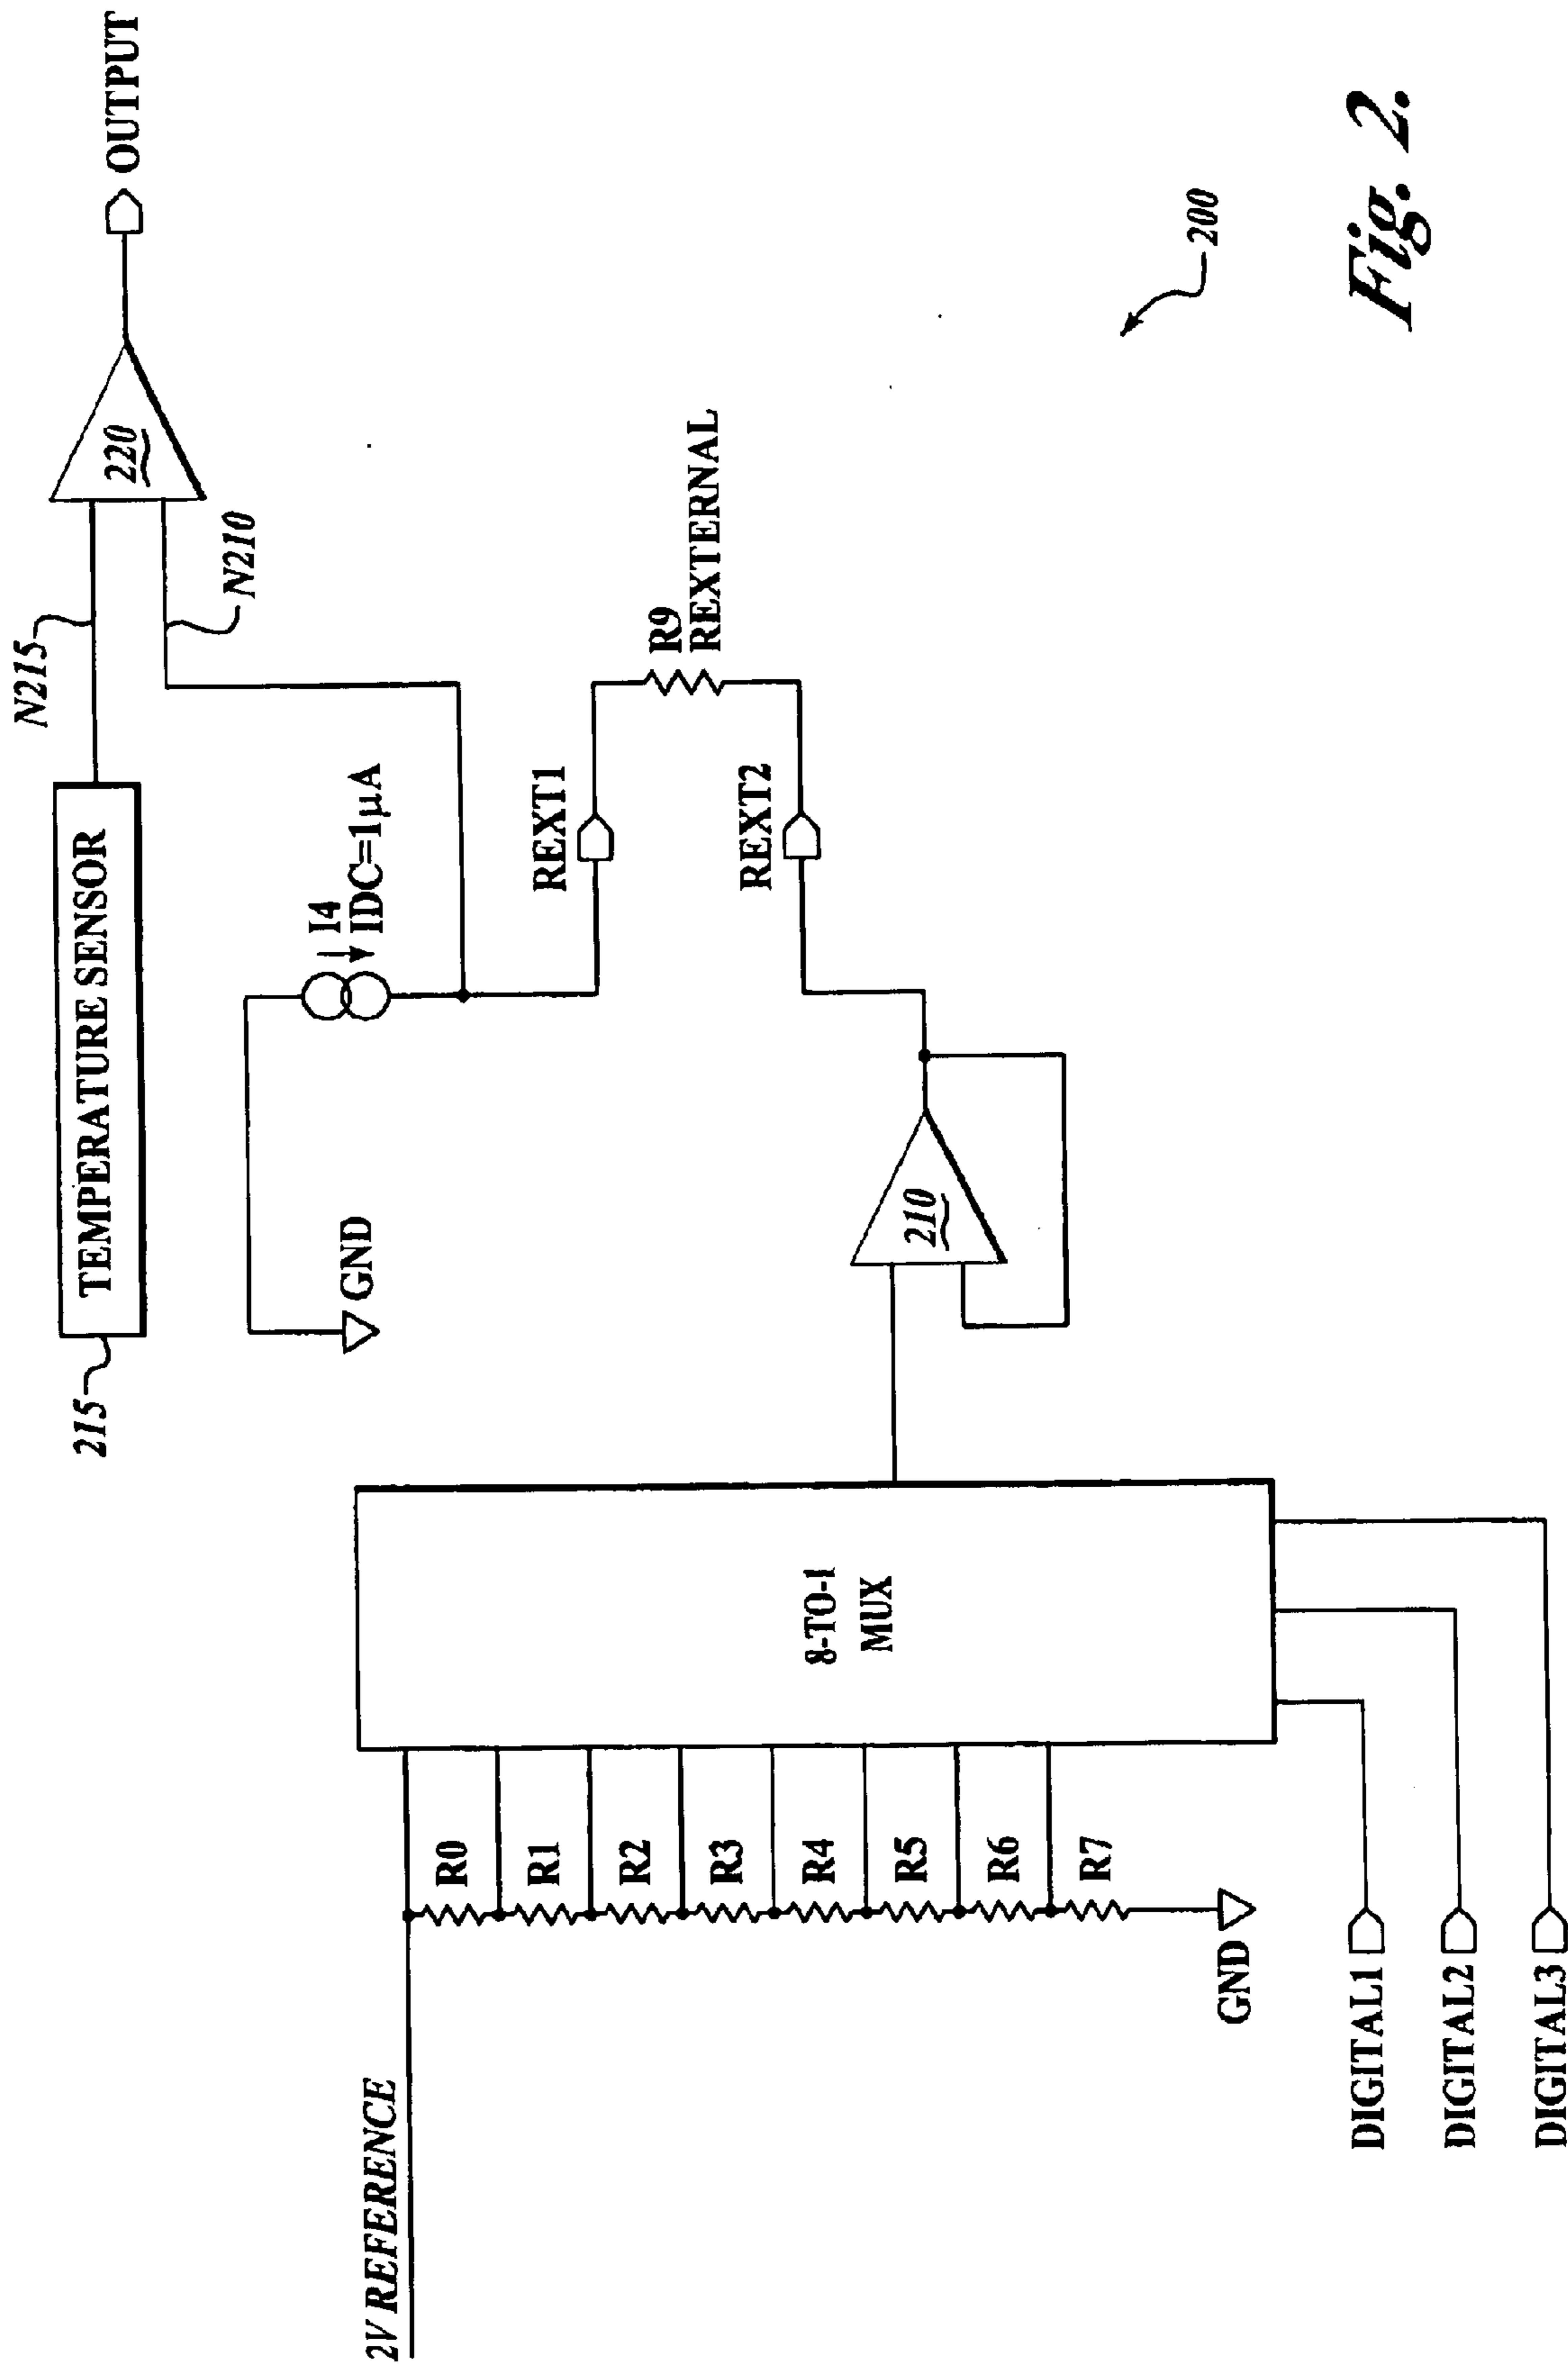 215
TEMPERATURE SENSOR
N215
220
OUTPUT
N210
GND
I4
IDC=1µA
REXT1
R9
REXTERNAL
REXT2
210
2V REFERENCE
R0
R1
R2
R3
R4
R5
R6
R7
GND
8-TO-1
MUX
DIGITAL1
DIGITAL2
DIGITAL3
200
Fig. 2.